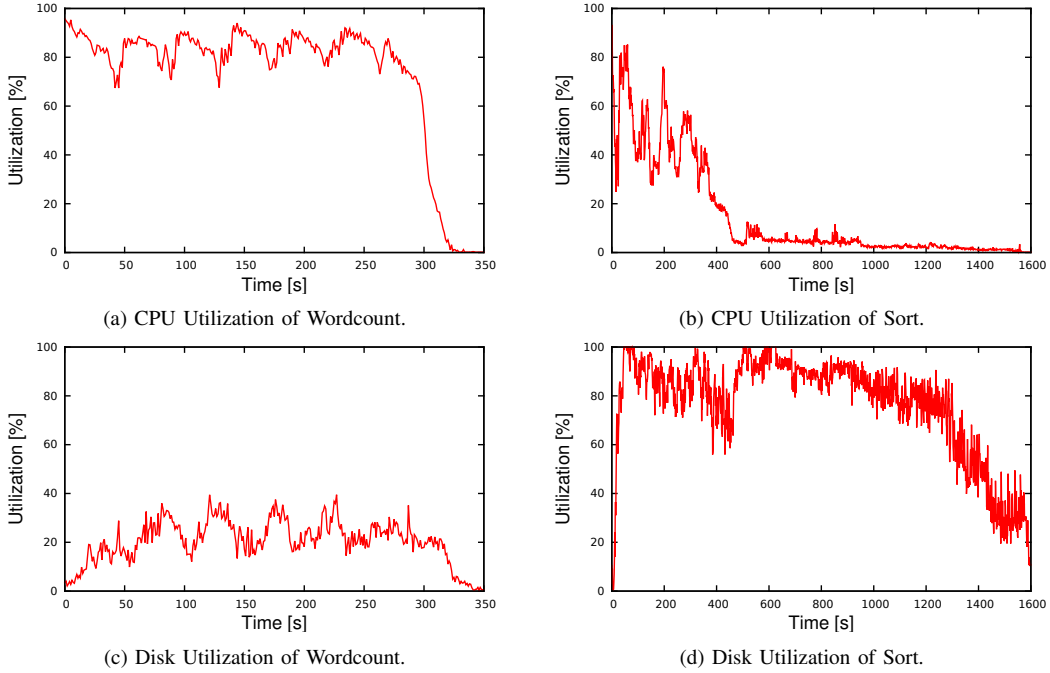 100
80
60
40
20
0
Utilization [%]
0 50 100 150 200 250 300 350
Time [s]
(a) CPU Utilization of Wordcount.
100
80
60
40
20
0
Utilization [%]
0 200 400 600 800 1000 1200 1400 1600
Time [s]
(b) CPU Utilization of Sort.
100
80
60
40
20
0
Utilization [%]
0 50 100 150 200 250 300 350
Time [s]
(c) Disk Utilization of Wordcount.
100
80
60
40
20
0
Utilization [%]
0 200 400 600 800 1000 1200 1400 1600
Time [s]
(d) Disk Utilization of Sort.